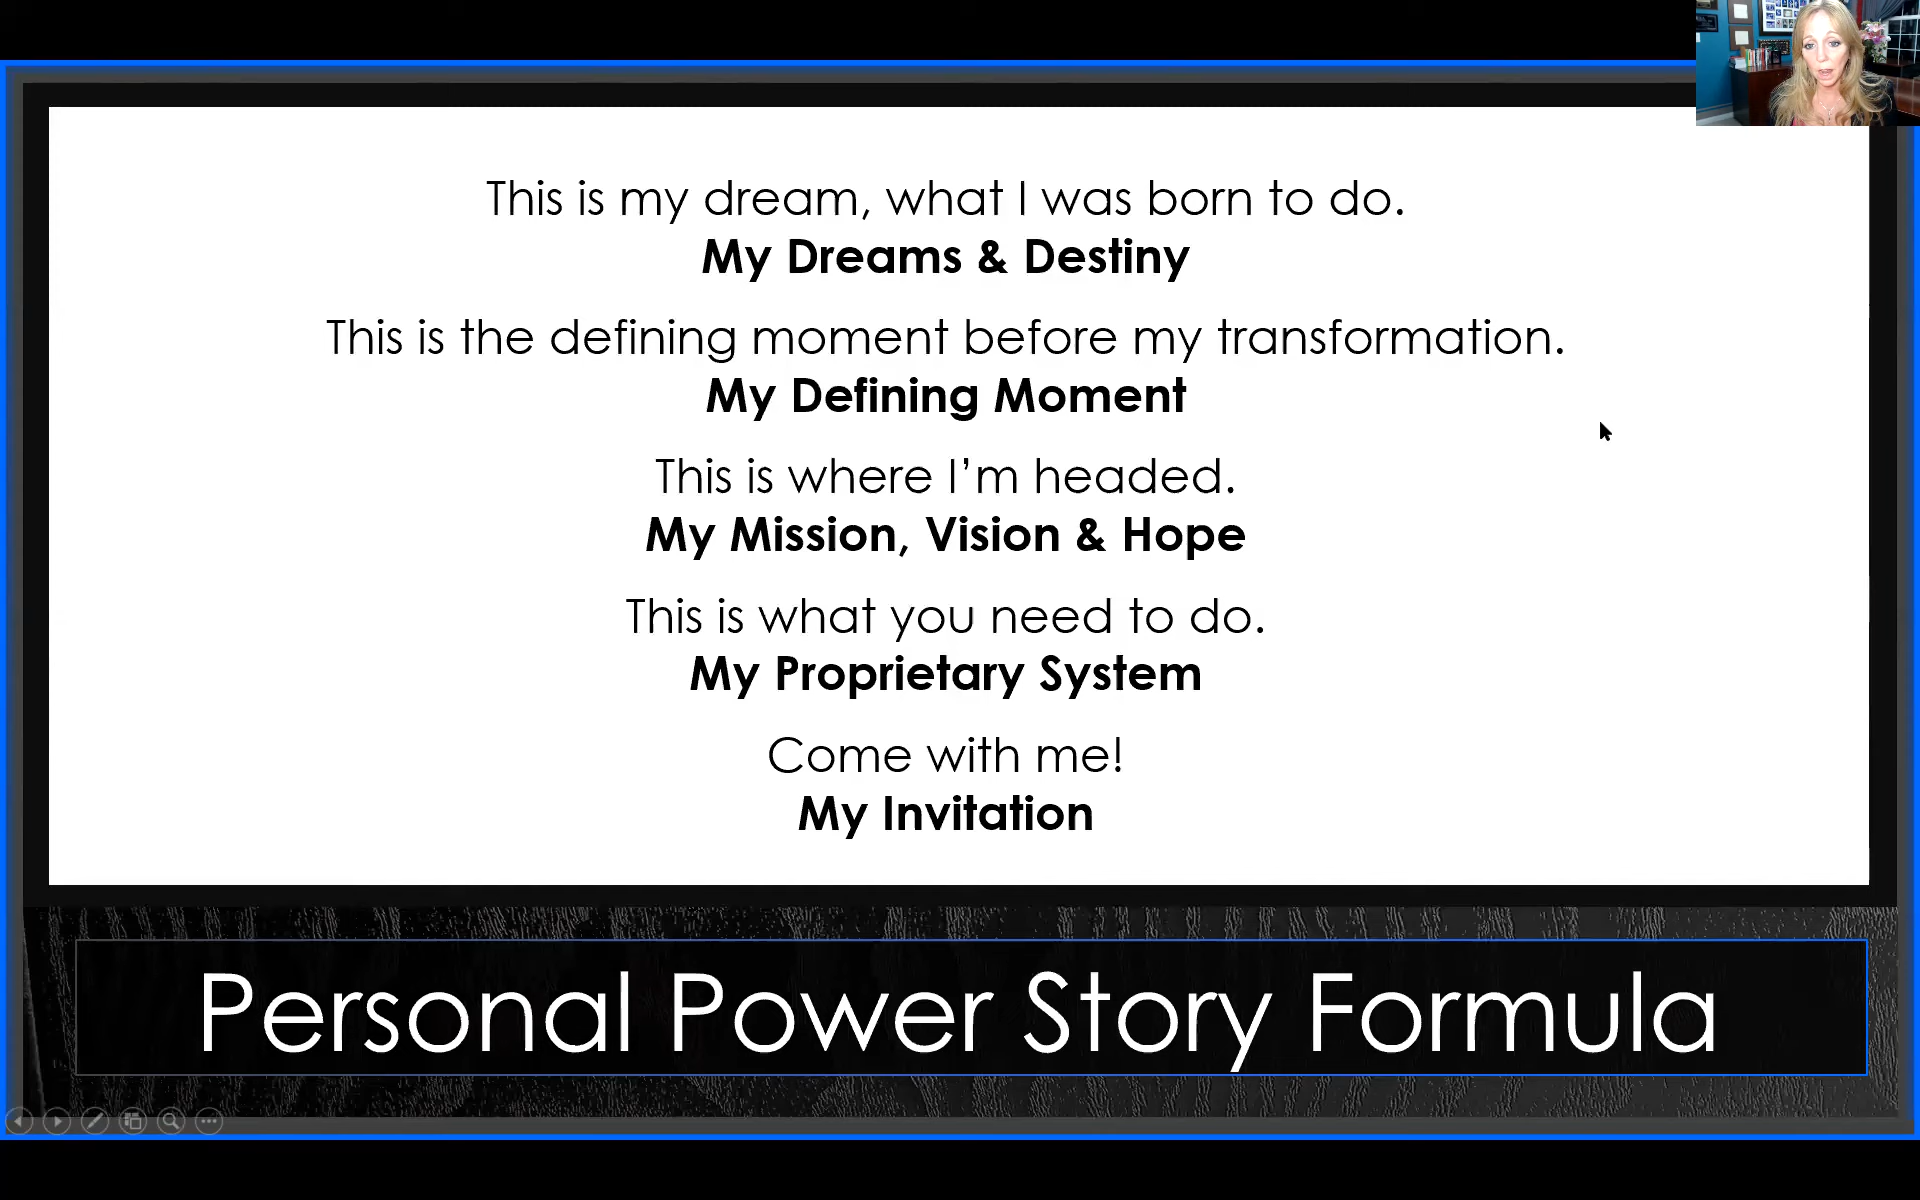 This is my dream, what I was born to do.
My Dreams & Destiny
This is the defining moment before my transformation.
My Defining Moment
This is where I’m headed.
My Mission, Vision & Hope
This is what you need to do.
My Proprietary System
Come with me!
My Invitation
Personal Power Story Formula